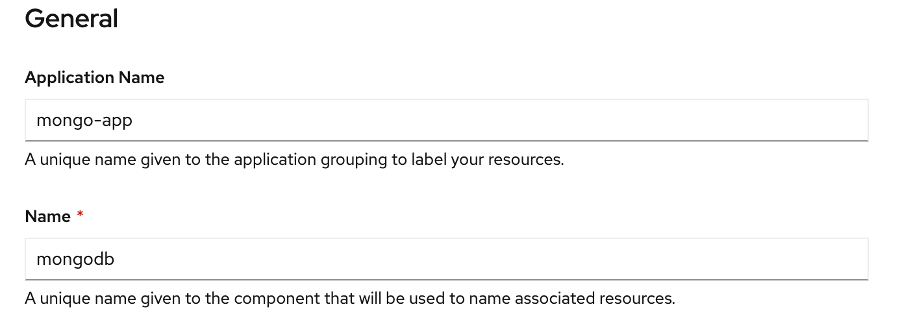 General
Application Name
mongo-app
A unique name given to the application grouping to label your resources.
Name *
mongodb
A unique name given to the component that will be used to name associated resources.